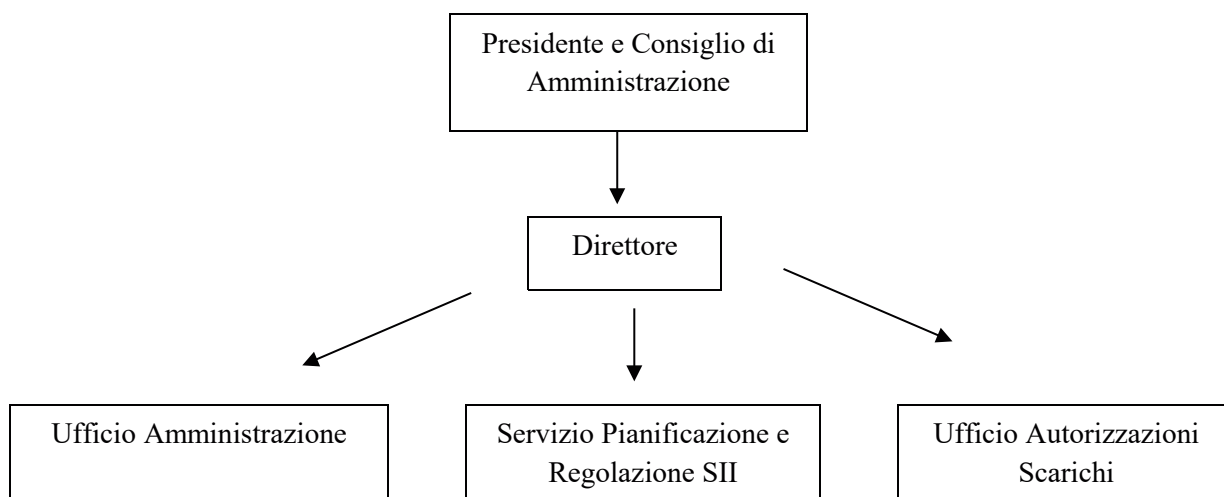 Presidente e Consiglio di
Amministrazione
Direttore
Ufficio Amministrazione
Servizio Pianificazione e
Regolazione SII
Ufficio Autorizzazioni
Scarichi